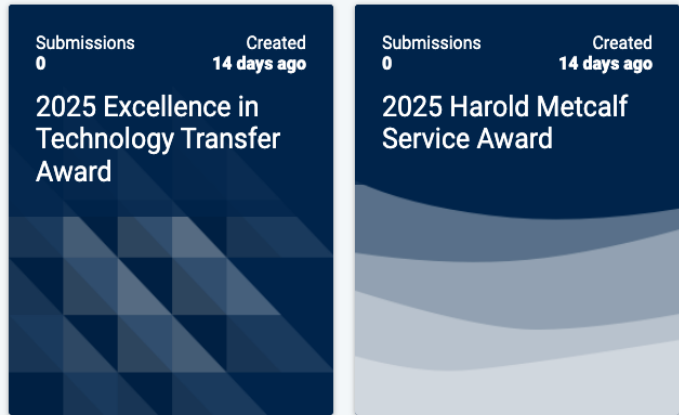 Submissions Created
0 14 days ago
2025 Excellence in
Technology Transfer
Award
Submissions Created
0 14 days ago
2025 Harold Metcalf
Service Award